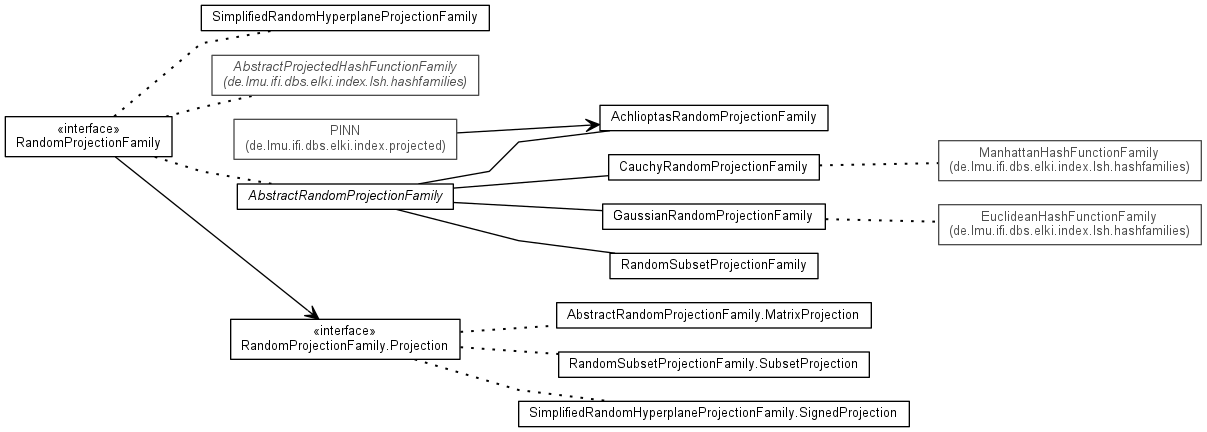 SimplifiedRandomHyperplaneProjectionFamily
AbstractProjectedHashFunctionFamily
(de.lmu.ifi.dbs.elki.index.lsh.hashfamilies)
«interface»
RandomProjectionFamily
PINN
(de.lmu.ifi.dbs.elki.index.projected)
AbstractRandomProjectionFamily
AchlioptasRandomProjectionFamily
CauchyRandomProjectionFamily
GaussianRandomProjectionFamily
RandomSubsetProjectionFamily
ManhattanHashFunctionFamily
(de.lmu.ifi.dbs.elki.index.lsh.hashfamilies)
EuclideanHashFunctionFamily
(de.lmu.ifi.dbs.elki.index.lsh.hashfamilies)
«interface»
RandomProjectionFamily.Projection
AbstractRandomProjectionFamily.MatrixProjection
RandomSubsetProjectionFamily.SubsetProjection
SimplifiedRandomHyperplaneProjectionFamily.SignedProjection